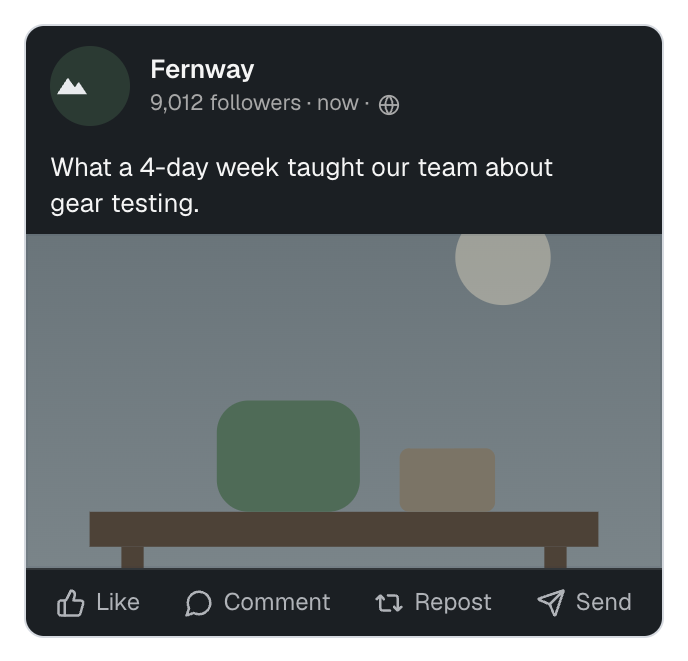 Fernway
9,012 followers · now ·
What a 4-day week taught our team about
gear testing.
Like Comment Repost Send